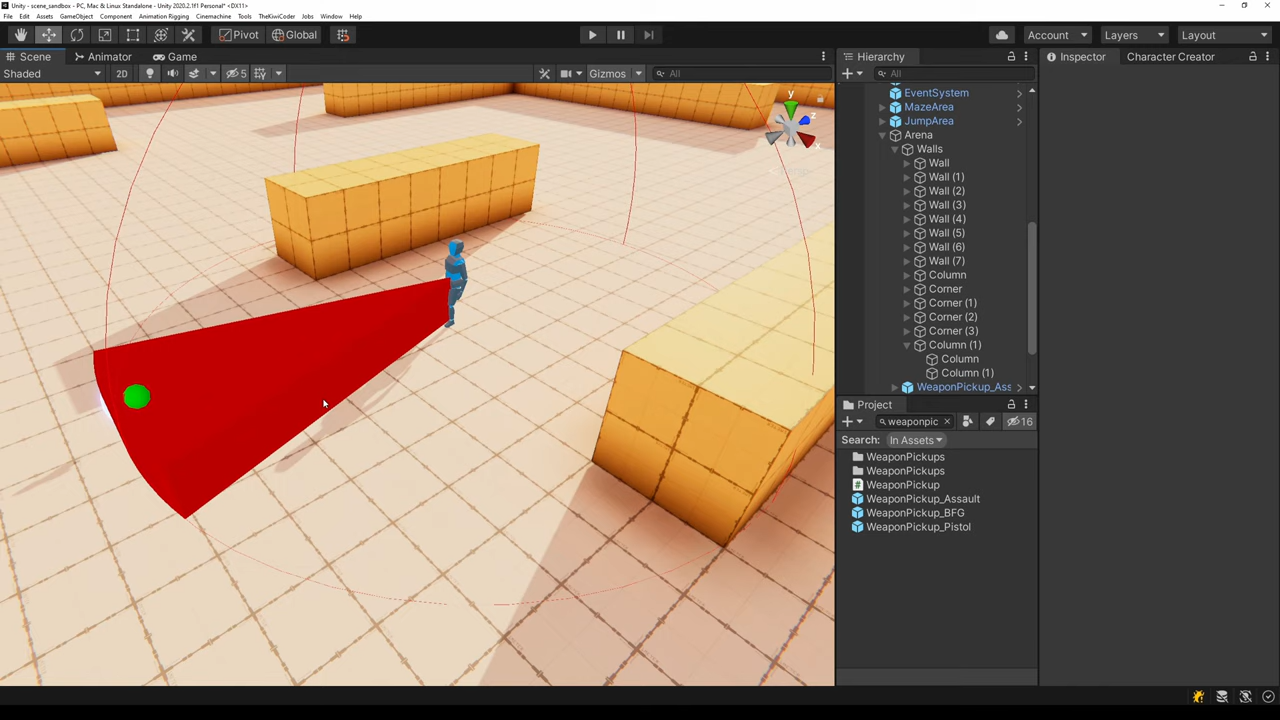 Unity - scene_sandbox - PC, Mac & Linux Standalone - Unity 2020.2.1f1 Personal* <DX11>
File Edit Assets GameObject Component Animation Rigging Cinemachine Tools TheKiwiCoder Jobs Window Help
Pivot Global Account Layers Layout
Scene Animator Game Hierarchy Inspector Character Creator
Shaded 2D 5 Gizmos All All
y
z
x
EventSystem
MazeArea
JumpArea
Arena
Walls
Wall
Wall (1)
Wall (2)
Wall (3)
Wall (4)
Wall (5)
Wall (6)
Wall (7)
Column
Corner
Corner (1)
Corner (2)
Corner (3)
Column (1)
Column
Column (1)
WeaponPickup_Ass
Project
weaponpic 16
Search: In Assets
WeaponPickups
WeaponPickups
WeaponPickup
WeaponPickup_Assault
WeaponPickup_BFG
WeaponPickup_Pistol